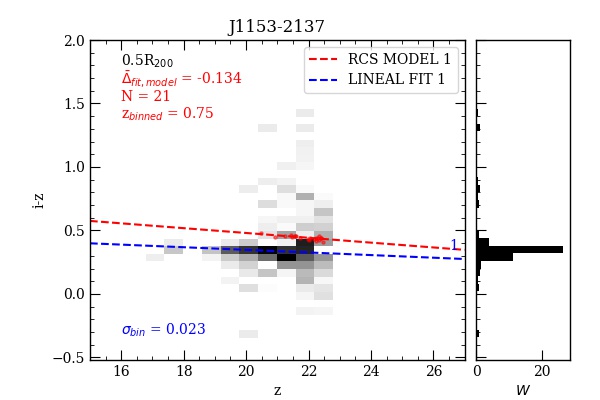 J1153-2137
0.5R200
Δ̄fit,model = -0.134
N = 21
zbinned = 0.75
RCS MODEL 1
LINEAL FIT 1
2.0
1.5
1.0
0.5
0.0
−0.5
i-z
1
σbin = 0.023
16 18 20 22 24 26
z
0 20
W